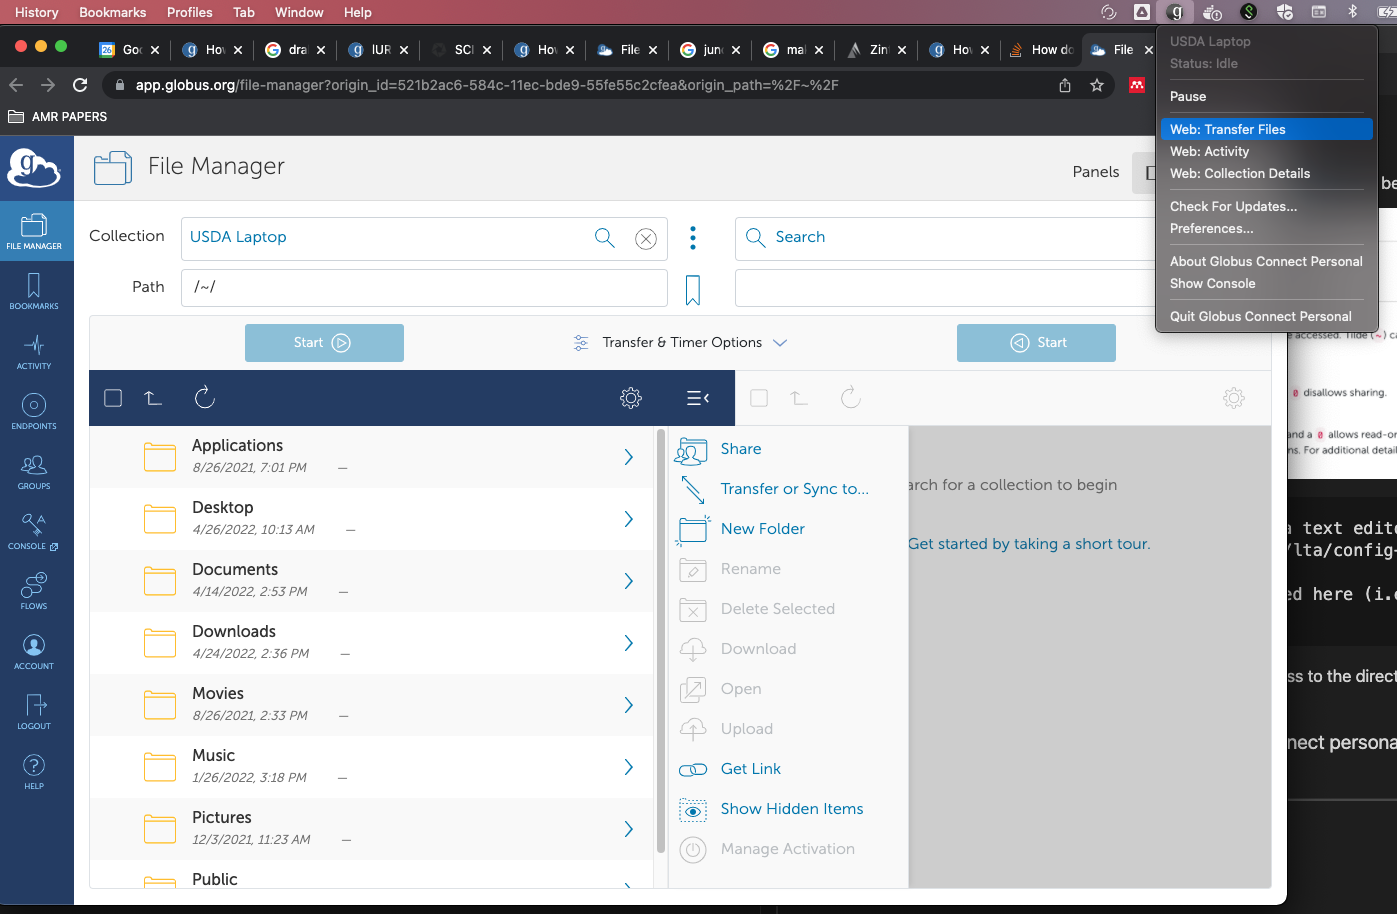 History Bookmarks Profiles Tab Window Help
Goo
How
dra
IUR
SCI
How
File
jun
mal
Zin
How
How do
File
app.globus.org/file-manager?origin_id=521b2ac6-584c-11ec-bde9-55fe55c2cfea&origin_path=%2F~%2F
AMR PAPERS
USDA Laptop
Status: Idle
Pause
Web: Transfer Files
Web: Activity
Web: Collection Details
Check For Updates...
Preferences...
About Globus Connect Personal
Show Console
Quit Globus Connect Personal
FILE MANAGER
BOOKMARKS
ACTIVITY
ENDPOINTS
GROUPS
CONSOLE
FLOWS
ACCOUNT
LOGOUT
HELP
File Manager
Panels
Collection
USDA Laptop
Search
Path
/~/
Start
Transfer & Timer Options
Start
Applications
8/26/2021, 7:01 PM —
Desktop
4/26/2022, 10:13 AM —
Documents
4/14/2022, 2:53 PM —
Downloads
4/24/2022, 2:36 PM —
Movies
8/26/2021, 2:33 PM —
Music
1/26/2022, 3:18 PM —
Pictures
12/3/2021, 11:23 AM —
Public
Share
Transfer or Sync to...
New Folder
Rename
Delete Selected
Download
Open
Upload
Get Link
Show Hidden Items
Manage Activation
arch for a collection to begin
Get started by taking a short tour.
be
e accessed. Tilde (~) ca
0 disallows sharing.
and a 0 allows read-or
ns. For additional detai
a text edito
/lta/config-
ed here (i.e
ss to the direct
nect persona